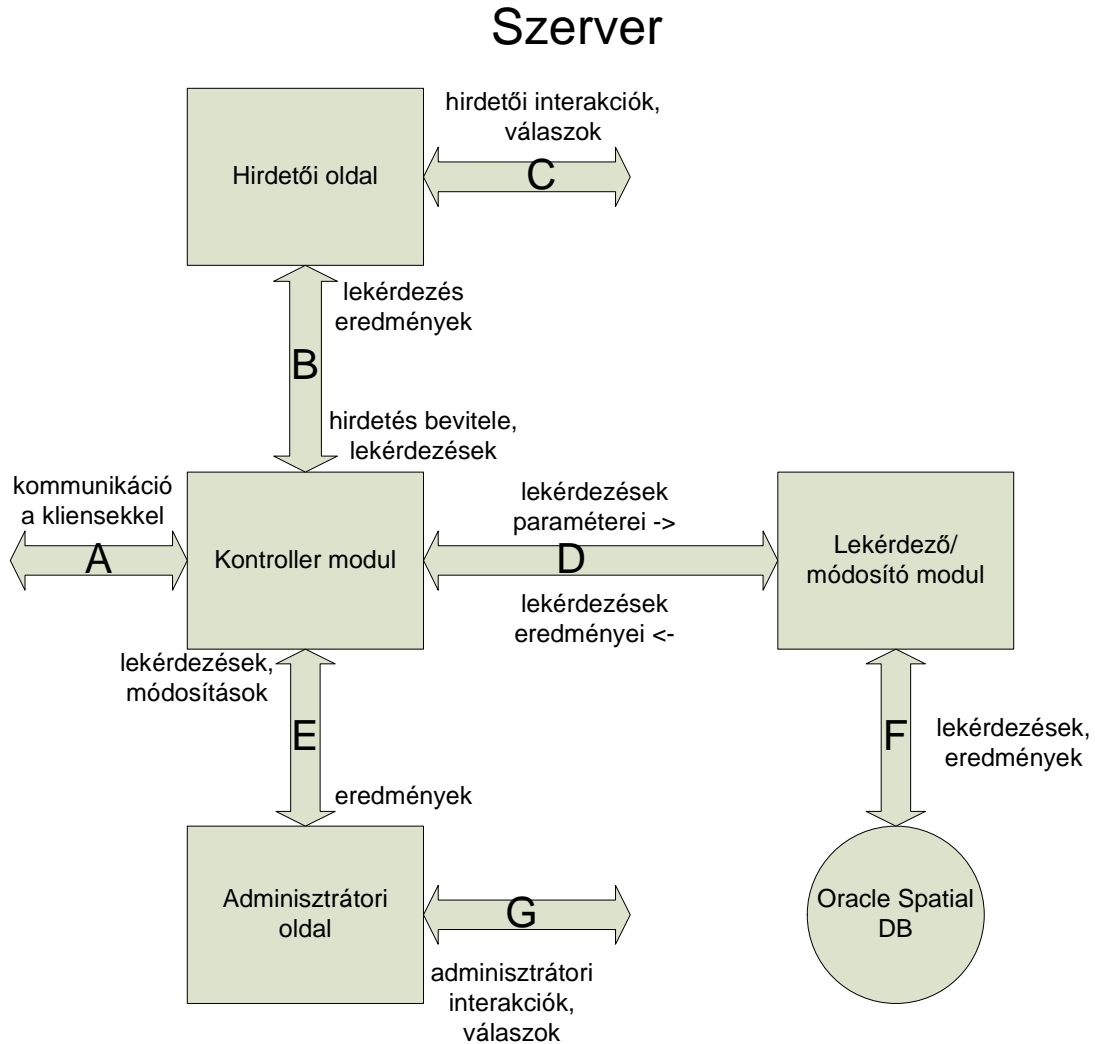 Szerver
hirdetői interakciók,
válaszok
Hirdetői oldal
C
lekérdezés
eredmények
B
hirdetés bevitele,
lekérdezések
kommunikáció
a kliensekkel
A
Kontroller modul
lekérdezések
paraméterei ->
D
lekérdezések
eredményei <-
Lekérdező/
módosító modul
lekérdezések,
módosítások
E
eredmények
F
lekérdezések,
eredmények
Adminisztrátori
oldal
G
adminisztrátori
interakciók,
válaszok
Oracle Spatial
DB